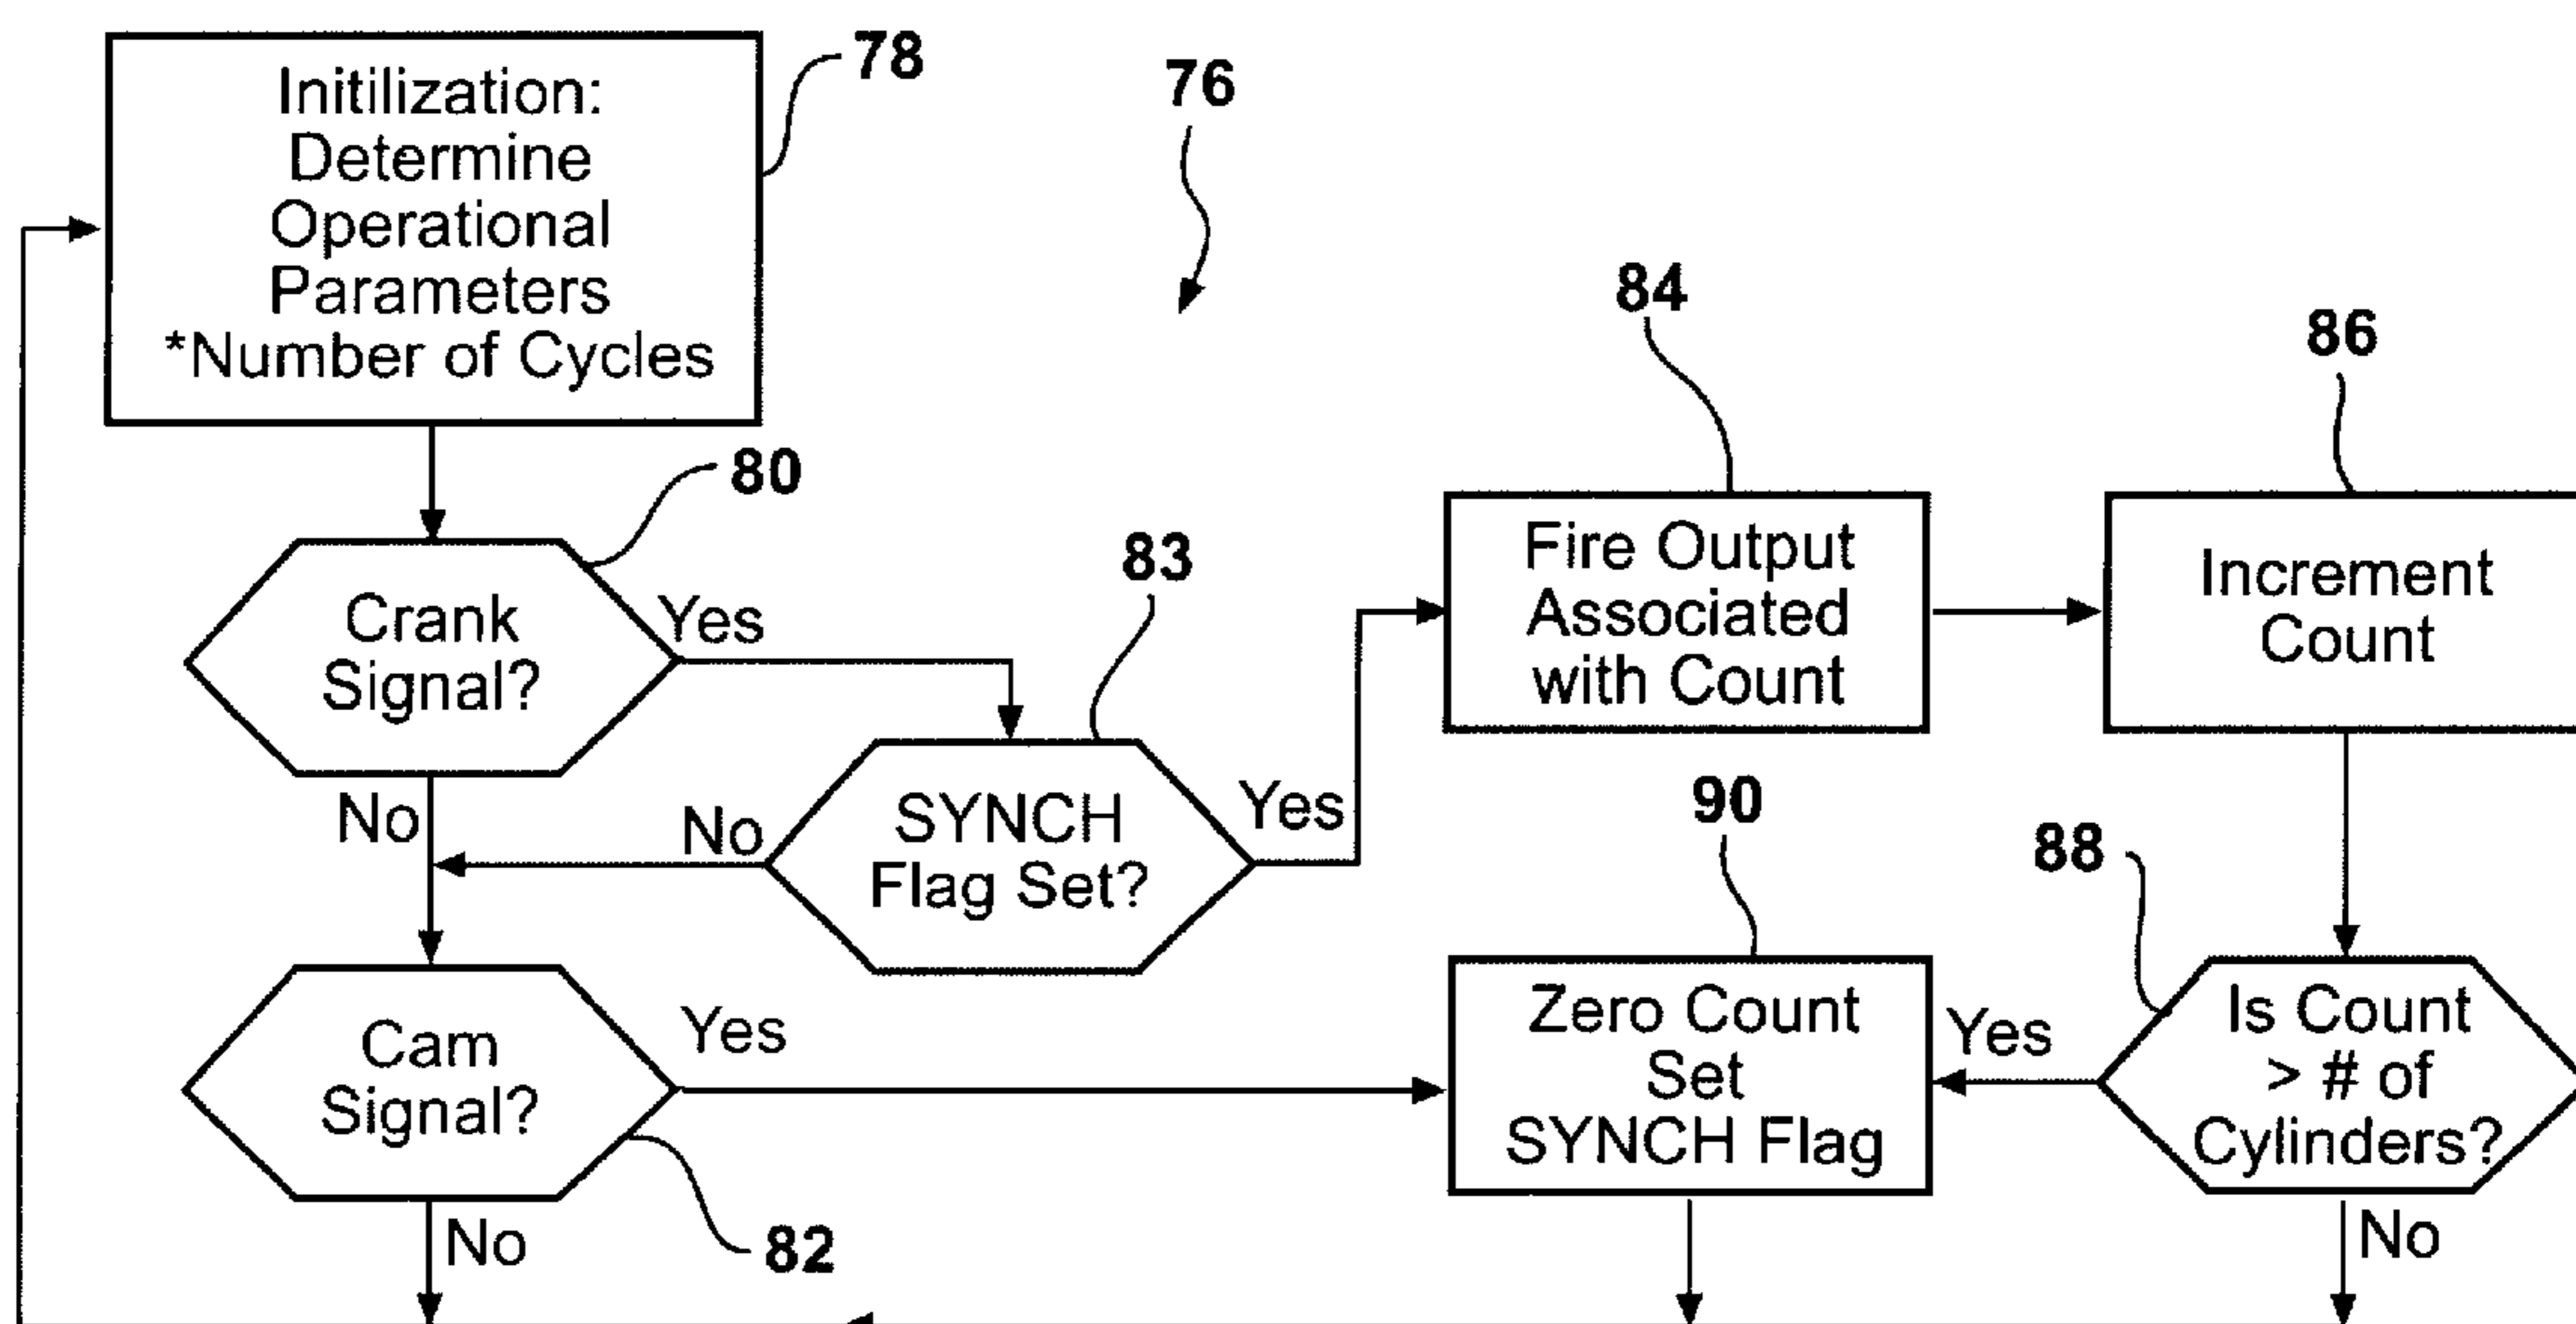 78
Initilization:
Determine
Operational
Parameters
*Number of Cycles
76
84
86
80
Crank
Signal?
Yes
No
83
SYNCH
Flag Set?
No
Yes
Fire Output
Associated
with Count
Increment
Count
90
88
Cam
Signal?
Yes
No
82
Zero Count
Set
SYNCH Flag
Yes
Is Count
> # of
Cylinders?
No